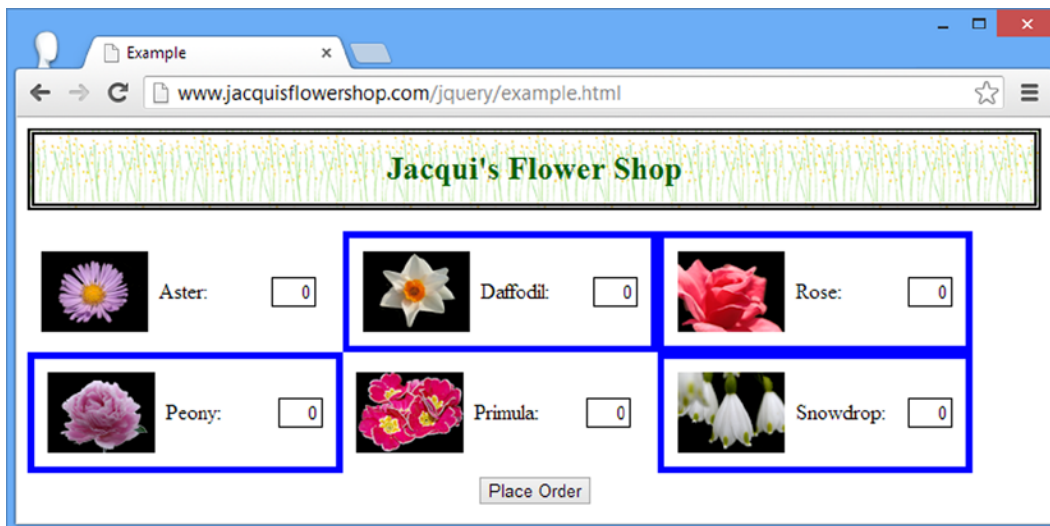 Example
www.jacquisflowershop.com/jquery/example.html
Jacqui's Flower Shop
Aster: 0 Daffodil: 0 Rose: 0
Peony: 0 Primula: 0 Snowdrop: 0
Place Order